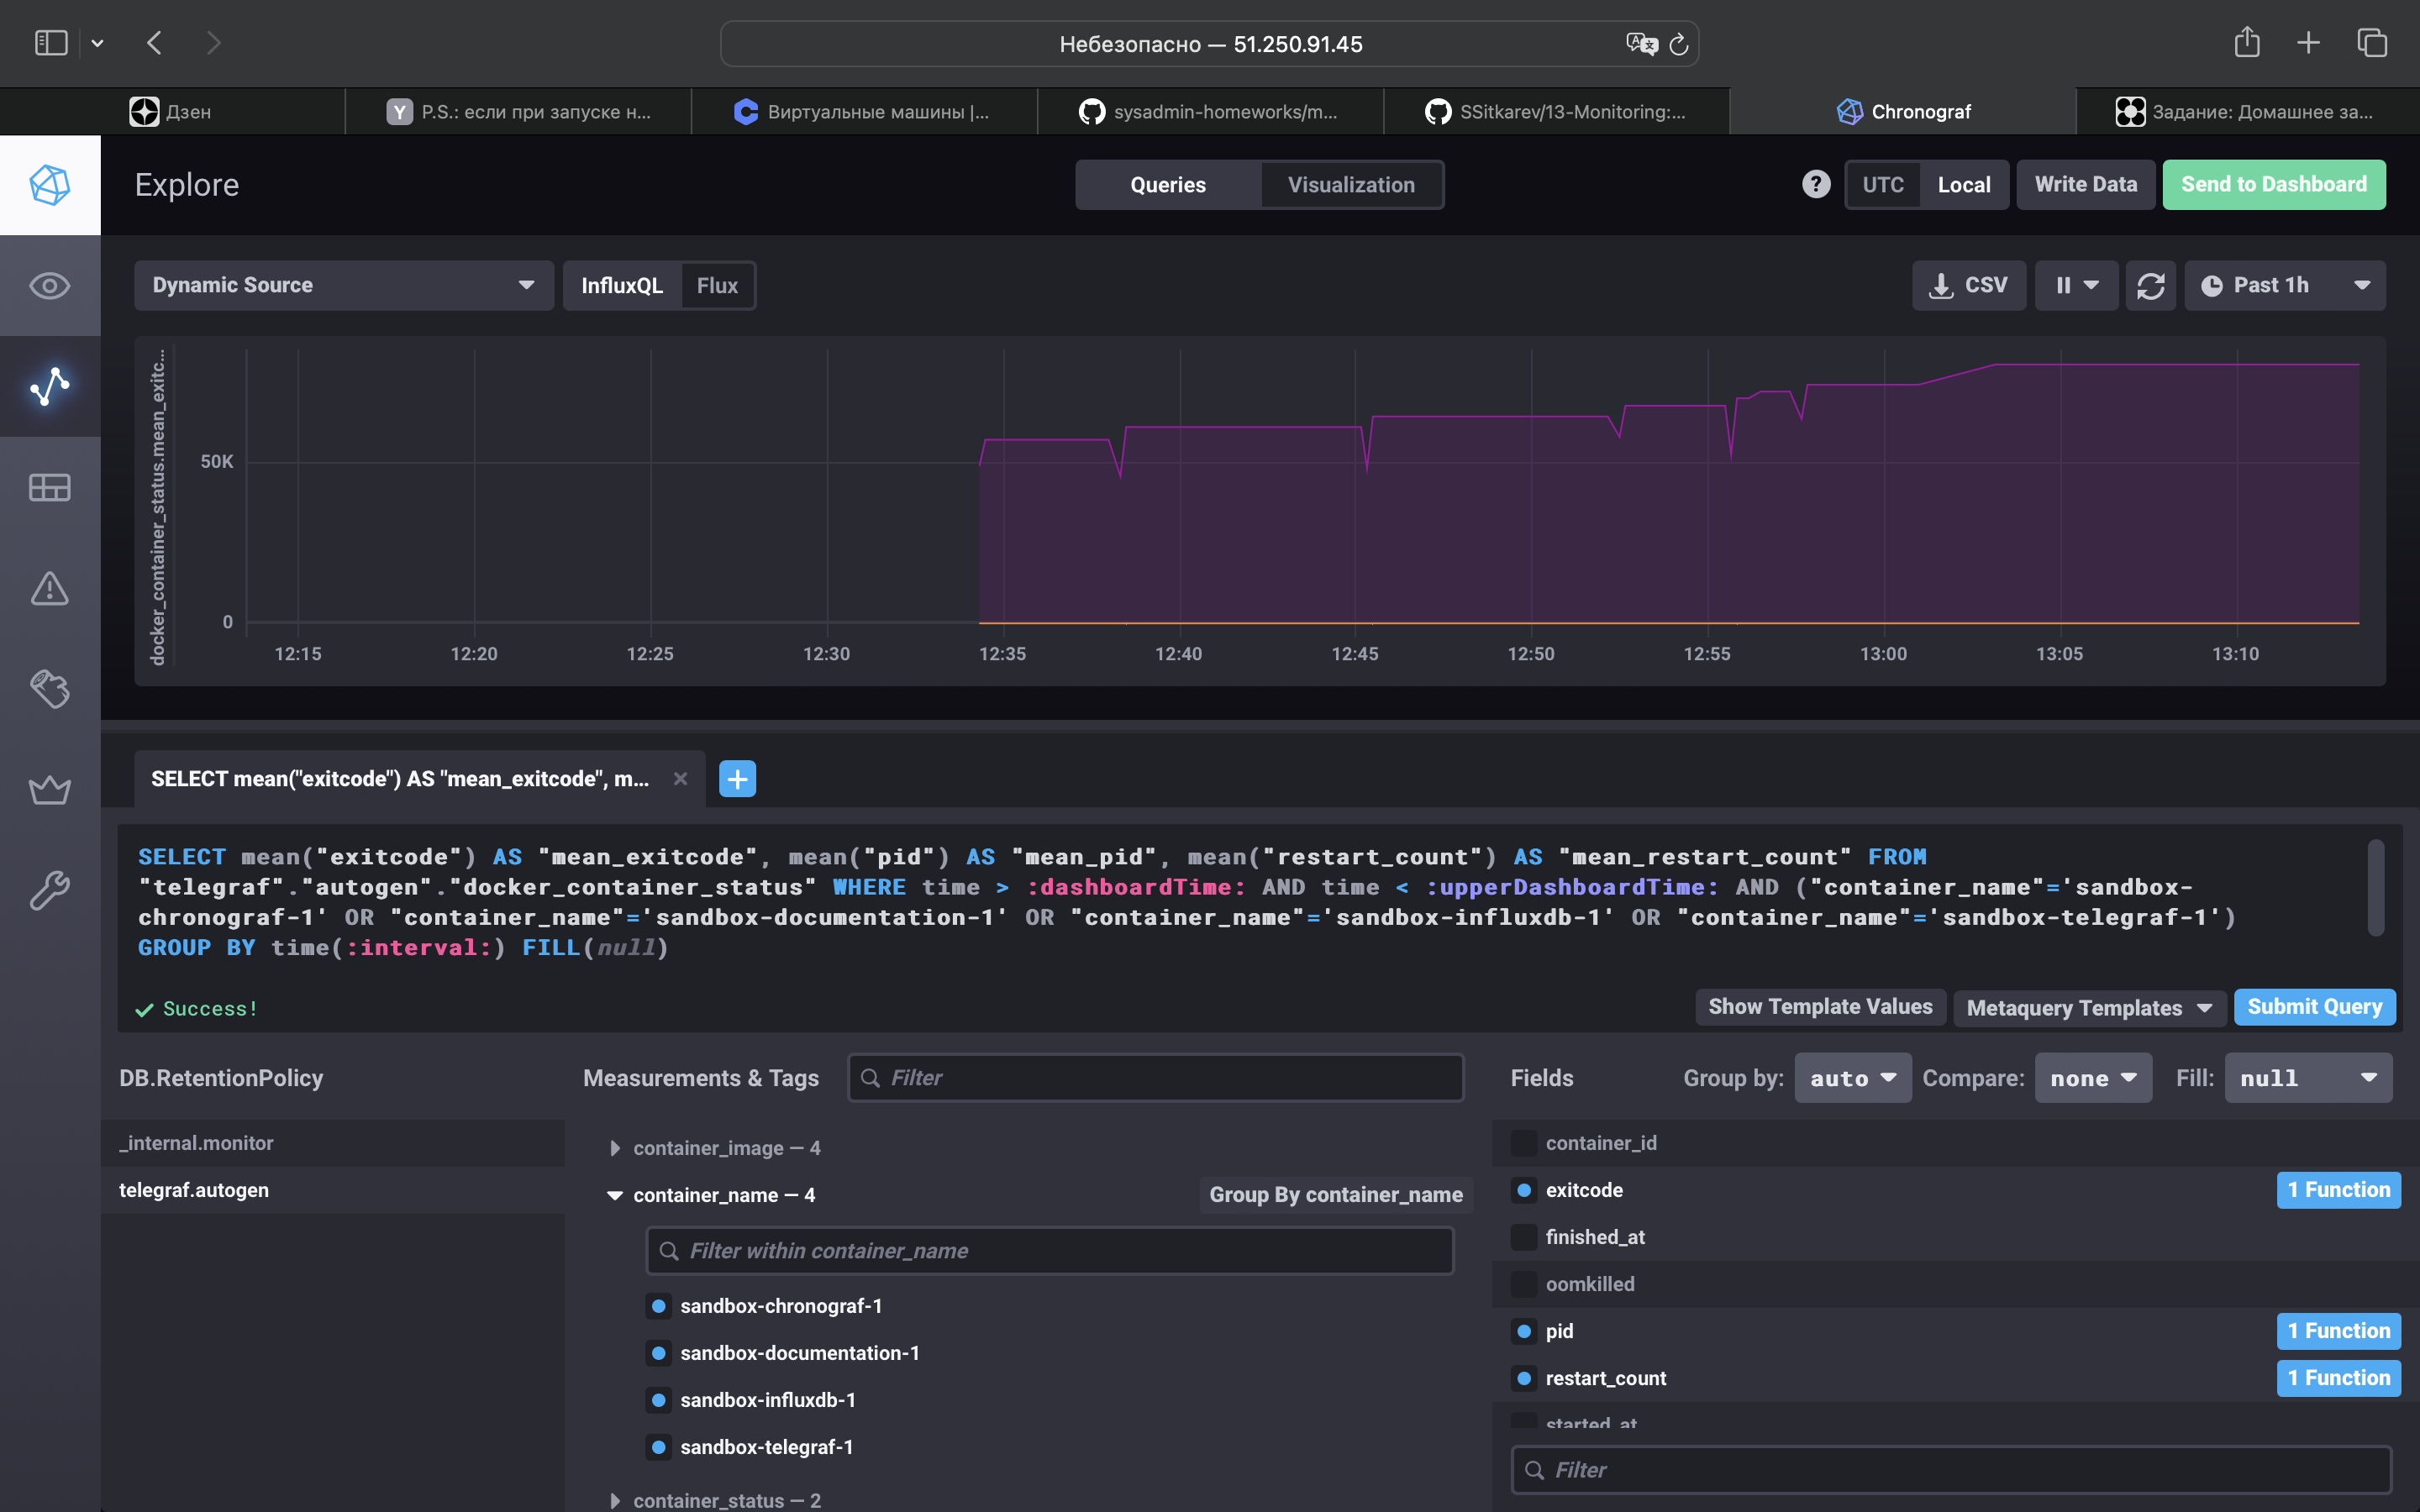 Небезопасно — 51.250.91.45
Дзен
P.S.: если при запуске н...
Виртуальные машины |...
sysadmin-homeworks/m...
SSitkarev/13-Monitoring:...
Chronograf
Задание: Домашнее за...
Explore
Queries
Visualization
?
UTC
Local
Write Data
Send to Dashboard
Dynamic Source
InfluxQL
Flux
CSV
Past 1h
docker_container_status.mean_exitc...
50K
0
12:15
12:20
12:25
12:30
12:35
12:40
12:45
12:50
12:55
13:00
13:05
13:10
SELECT mean("exitcode") AS "mean_exitcode", m...
SELECT mean("exitcode") AS "mean_exitcode", mean("pid") AS "mean_pid", mean("restart_count") AS "mean_restart_count" FROM
"telegraf"."autogen"."docker_container_status" WHERE time > :dashboardTime: AND time < :upperDashboardTime: AND ("container_name"='sandbox-
chronograf-1' OR "container_name"='sandbox-documentation-1' OR "container_name"='sandbox-influxdb-1' OR "container_name"='sandbox-telegraf-1')
GROUP BY time(:interval:) FILL(null)
Success!
Show Template Values
Metaquery Templates
Submit Query
DB.RetentionPolicy
_internal.monitor
telegraf.autogen
Measurements & Tags
Filter
container_image — 4
container_name — 4
Group By container_name
Filter within container_name
sandbox-chronograf-1
sandbox-documentation-1
sandbox-influxdb-1
sandbox-telegraf-1
container_status — 2
Fields
Group by: auto
Compare: none
Fill: null
container_id
exitcode
1 Function
finished_at
oomkilled
pid
1 Function
restart_count
1 Function
started_at
Filter